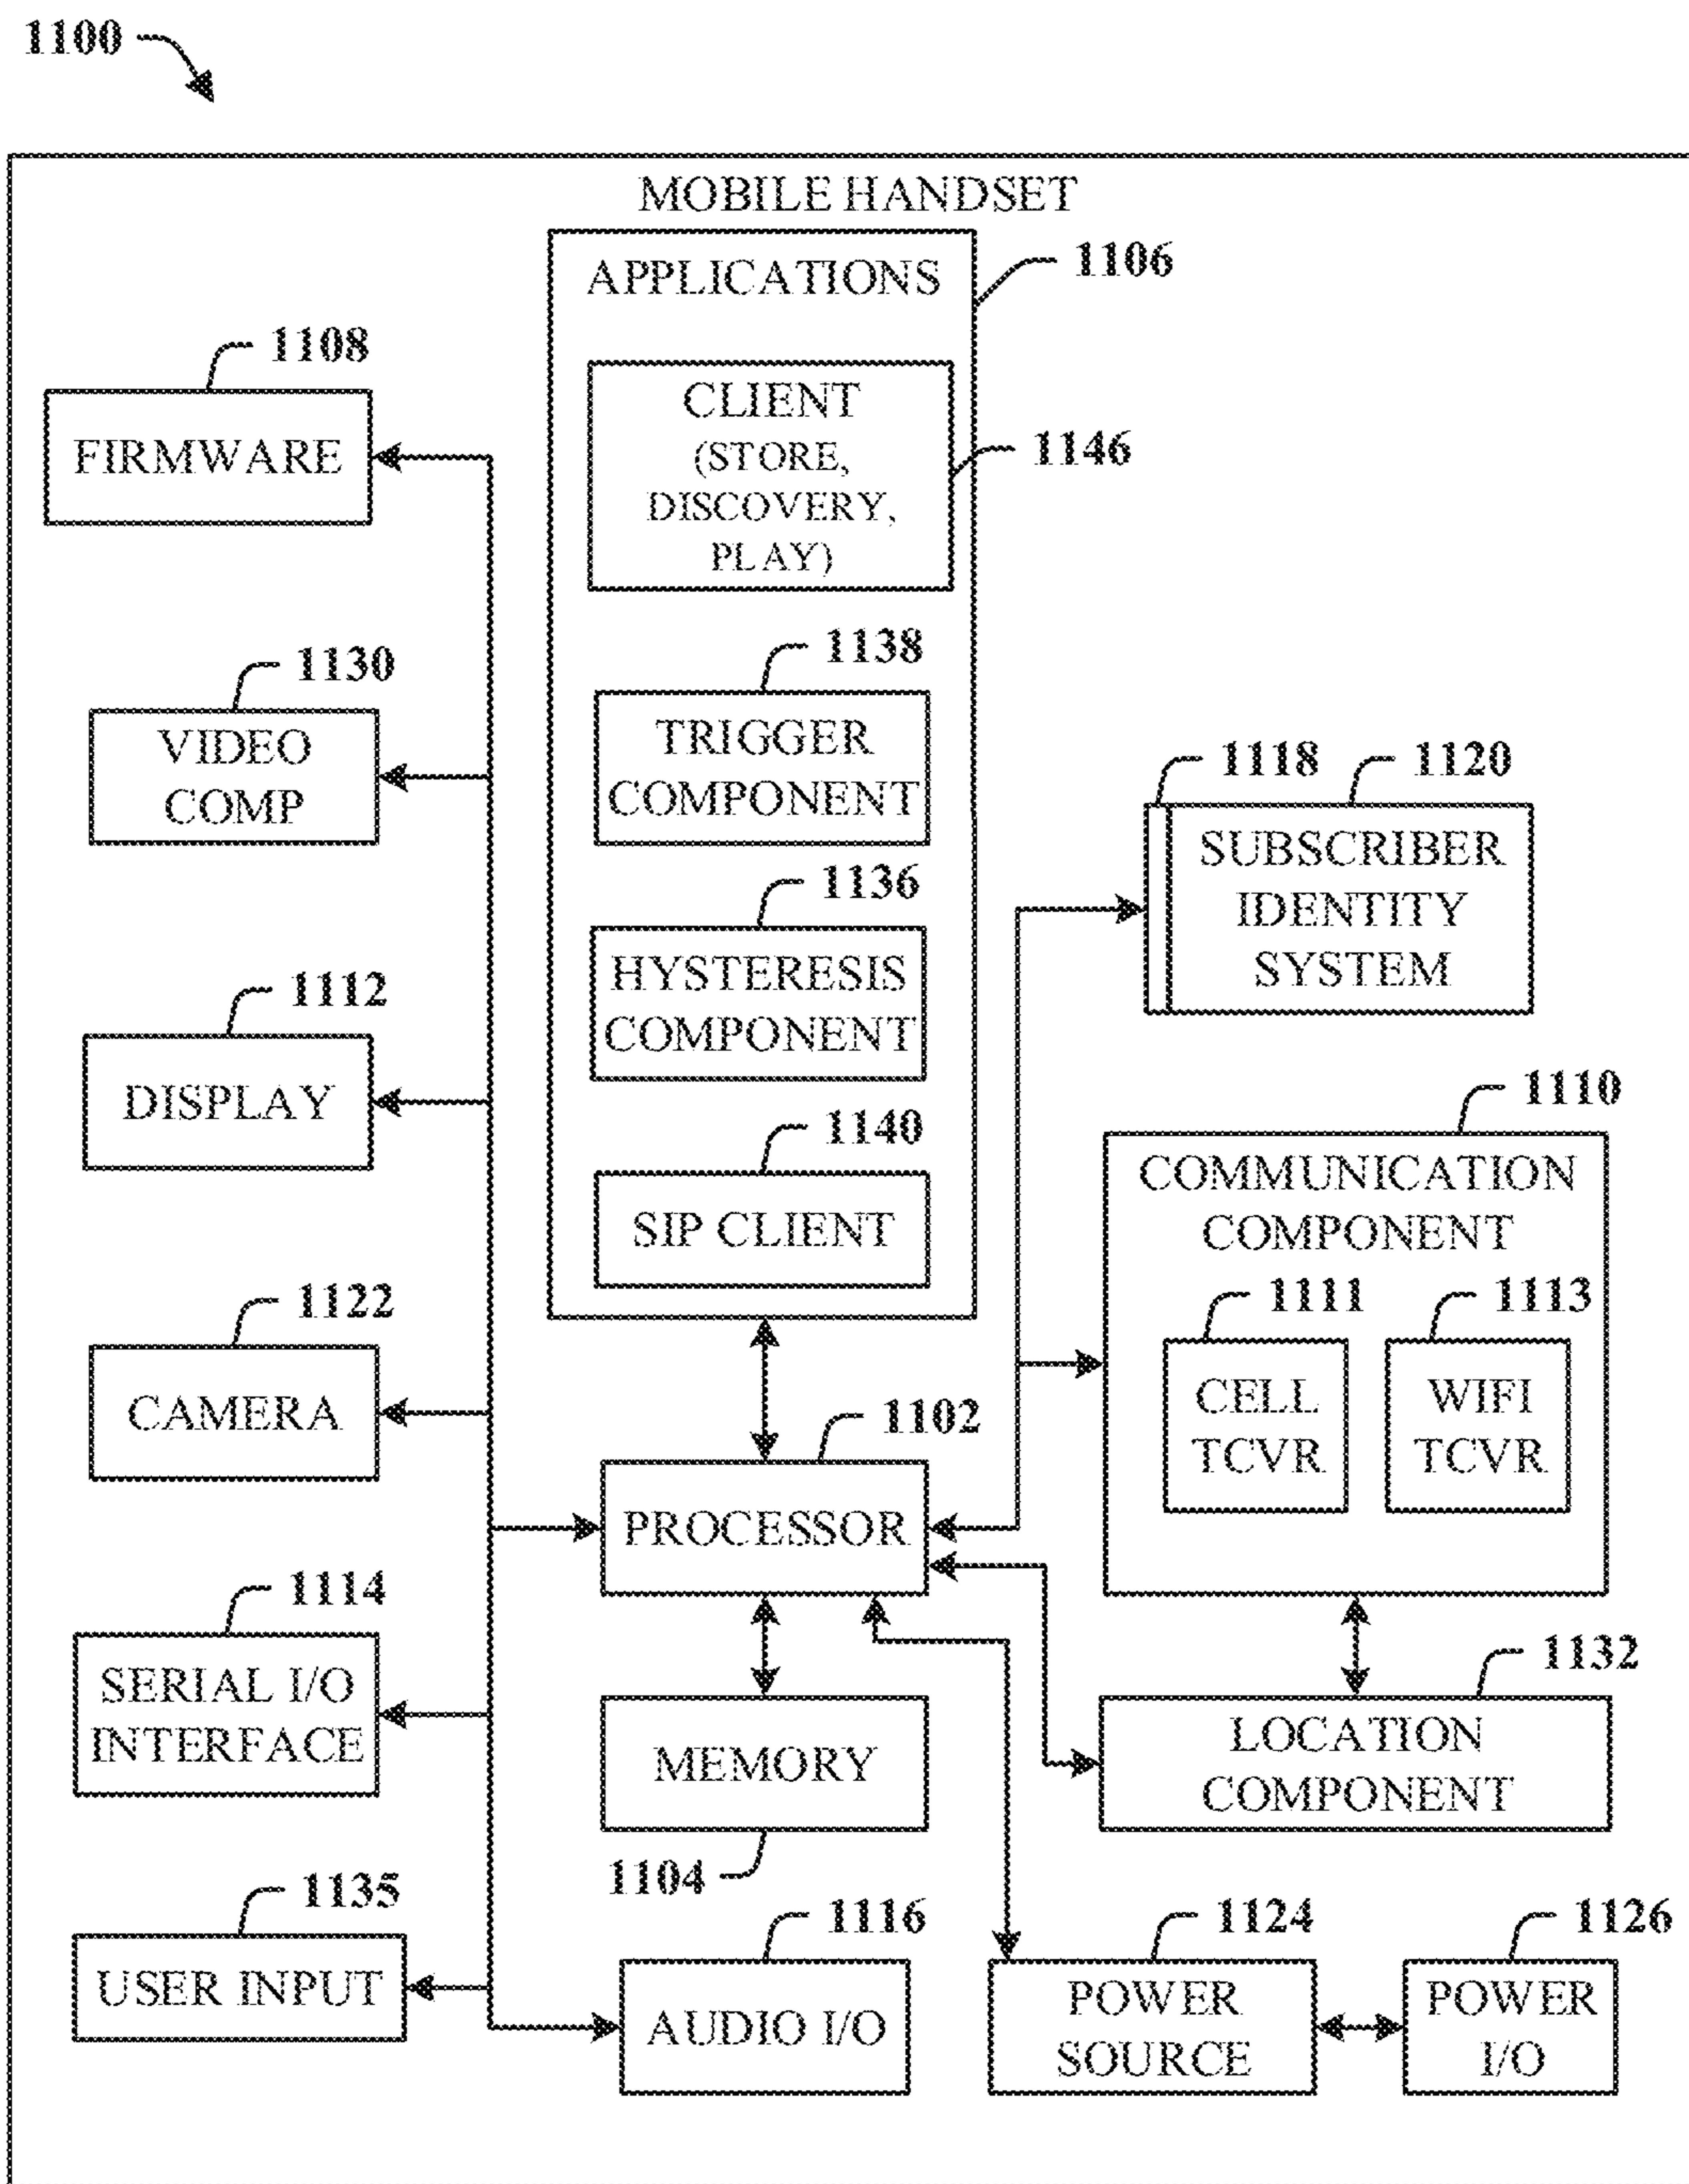 1100
MOBILE HANDSET
APPLICATIONS
1106
1108
FIRMWARE
CLIENT
(STORE,
DISCOVERY,
PLAY)
1146
1130
VIDEO
COMP
1138
TRIGGER
COMPONENT
1118
1120
SUBSCRIBER
IDENTITY
SYSTEM
1136
HYSTERESIS
COMPONENT
1112
DISPLAY
1140
SIP CLIENT
1110
COMMUNICATION
COMPONENT
1111
CELL
TCVR
1113
WIFI
TCVR
1122
CAMERA
1102
PROCESSOR
1114
SERIAL I/O
INTERFACE
MEMORY
1104
1132
LOCATION
COMPONENT
1135
USER INPUT
1116
AUDIO I/O
1124
POWER
SOURCE
1126
POWER
I/O